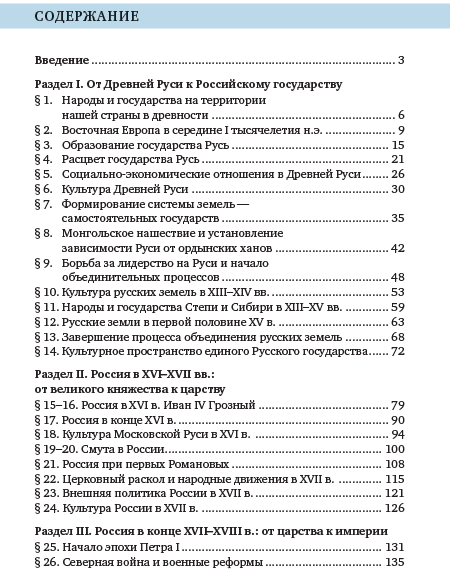 СОДЕРЖАНИЕ
Введение ........................................................................................ 3
Раздел I. От Древней Руси к Российскому государству
§ 1. Народы и государства на территории
нашей страны в древности .................................................. 6
§ 2. Восточная Европа в середине I тысячелетия н.э. .................... 9
§ 3. Образование государства Русь ............................................. 15
§ 4. Расцвет государства Русь .................................................... 21
§ 5. Социально-экономические отношения в Древней Руси....... 26
§ 6. Культура Древней Руси ....................................................... 30
§ 7. Формирование системы земель —
самостоятельных государств ............................................... 35
§ 8. Монгольское нашествие и установление
зависимости Руси от ордынских ханов ................................ 42
§ 9. Борьба за лидерство на Руси и начало
объединительных процессов ............................................... 48
§ 10. Культура русских земель в XIII–XIV вв. ................................ 53
§ 11. Народы и государства Степи и Сибири в XIII–XV вв. ............ 59
§ 12. Русские земли в первой половине XV в. .............................. 63
§ 13. Завершение процесса объединения русских земель ............ 68
§ 14. Культурное пространство единого Русского государства...... 72
Раздел II. Россия в XVI–XVII вв.:
от великого княжества к царству
§ 15–16. Россия в XVI в. Иван IV Грозный .................................. 79
§ 17. Россия в конце XVI в. ......................................................... 90
§ 18. Культура Московской Руси в XVI в. .................................... 94
§ 19–20. Смута в России......................................................... 100
§ 21. Россия при первых Романовых .......................................... 108
§ 22. Церковный раскол и народные движения в XVII в. ............ 115
§ 23. Внешняя политика России в XVII в. .................................. 121
§ 24. Культура России в XVII в. ................................................. 126
Раздел III. Россия в конце XVII–XVIII в.: от царства к империи
§ 25. Начало эпохи Петра I ....................................................... 131
§ 26. Северная война и военные реформы ................................ 135